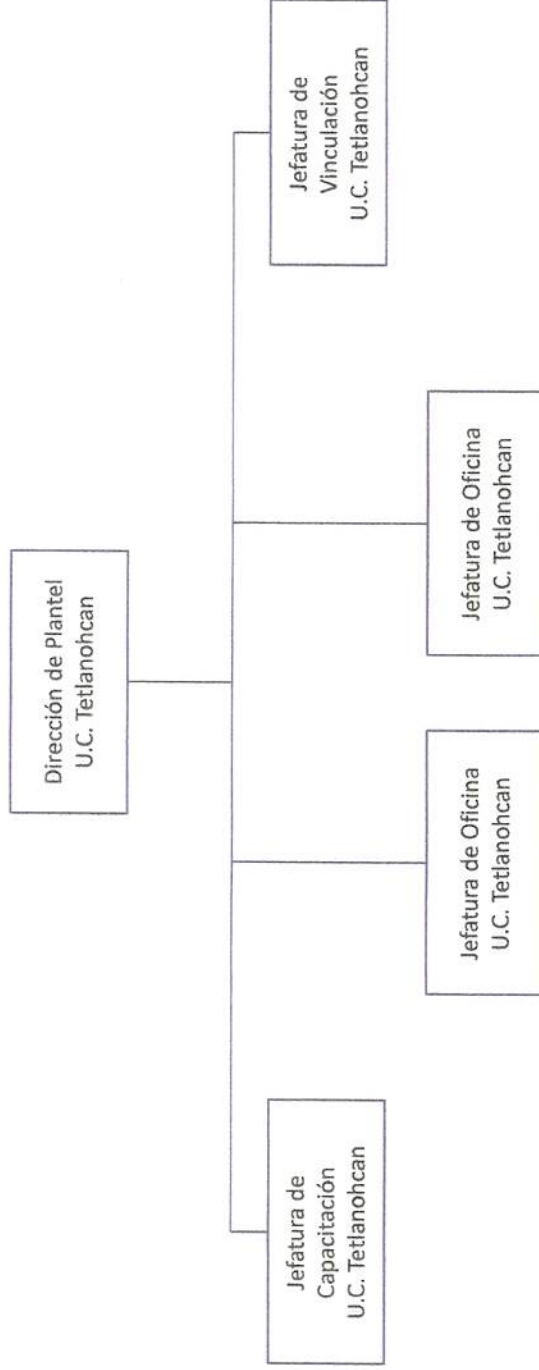 Dirección de Plantel
U.C. Tetlanohcan
Jefatura de
Capacitación
U.C. Tetlanohcan
Jefatura de Oficina
U.C. Tetlanohcan
Jefatura de Oficina
U.C. Tetlanohcan
Jefatura de
Vinculación
U.C. Tetlanohcan